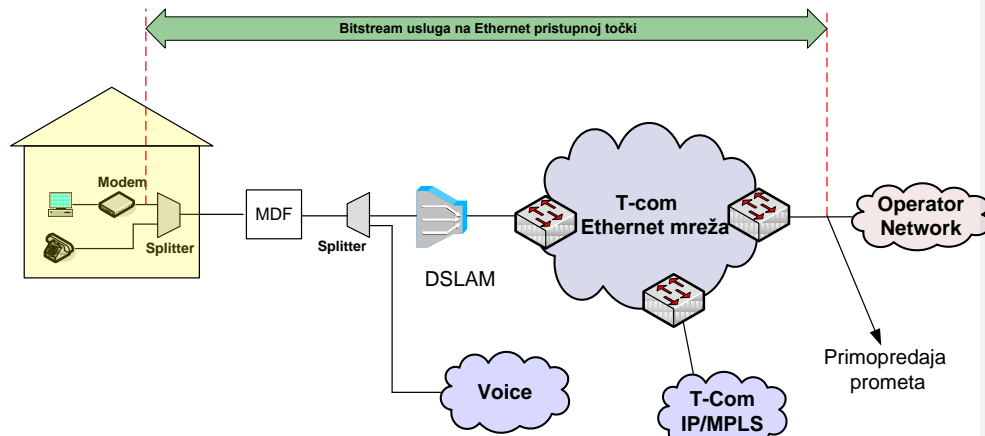 Bitstream usluga na Ethernet pristupnoj točki
Modem
Splitter
MDF
Splitter
DSLAM
T-com
Ethernet mreža
Operator
Network
Voice
T-Com
IP/MPLS
Primopredaja
prometa